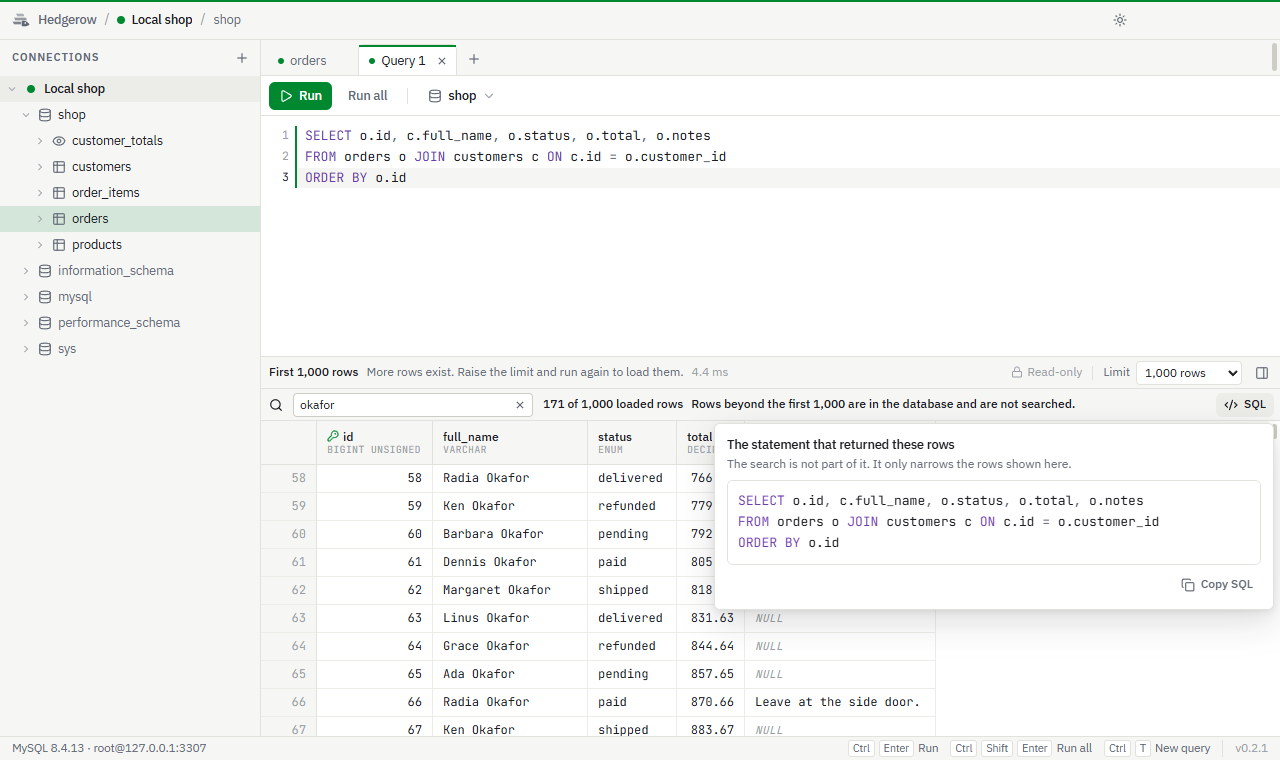 Hedgerow / Local shop / shop
CONNECTIONS
Local shop
shop
customer_totals
customers
order_items
orders
products
information_schema
mysql
performance_schema
sys
orders
Query 1
Run Run all shop
1 SELECT o.id, c.full_name, o.status, o.total, o.notes
2 FROM orders o JOIN customers c ON c.id = o.customer_id
3 ORDER BY o.id
First 1,000 rows More rows exist. Raise the limit and run again to load them. 4.4 ms Read-only Limit 1,000 rows
okafor 171 of 1,000 loaded rows Rows beyond the first 1,000 are in the database and are not searched. SQL
id full_name status total
BIGINT UNSIGNED VARCHAR ENUM DECI
58 58 Radia Okafor delivered 766
59 59 Ken Okafor refunded 779
60 60 Barbara Okafor pending 792
61 61 Dennis Okafor paid 805
62 62 Margaret Okafor shipped 818
63 63 Linus Okafor delivered 831.63 NULL
64 64 Grace Okafor refunded 844.64 NULL
65 65 Ada Okafor pending 857.65 NULL
66 66 Radia Okafor paid 870.66 Leave at the side door.
67 67 Ken Okafor shipped 883.67 NULL
The statement that returned these rows
The search is not part of it. It only narrows the rows shown here.
SELECT o.id, c.full_name, o.status, o.total, o.notes
FROM orders o JOIN customers c ON c.id = o.customer_id
ORDER BY o.id
Copy SQL
MySQL 8.4.13 · root@127.0.0.1:3307 Ctrl Enter Run Ctrl Shift Enter Run all Ctrl T New query v0.2.1